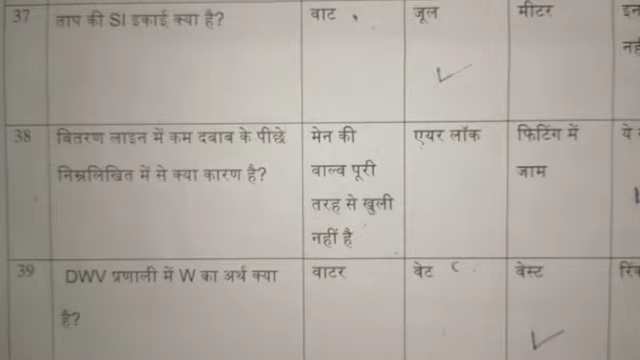 37 ताप की SI इकाई क्या है? वाट जूल मीटर
38 वितरण लाइन में कम दबाव के पीछे मेन की एयर लॉक फिटिंग में ये
निम्नलिखित में से क्या कारण है? वाल्व पूरी जाम
तरह से खुली
नहीं है
39 DWV प्रणाली में W का अर्थ क्या वाटर वेट वेस्ट
है?